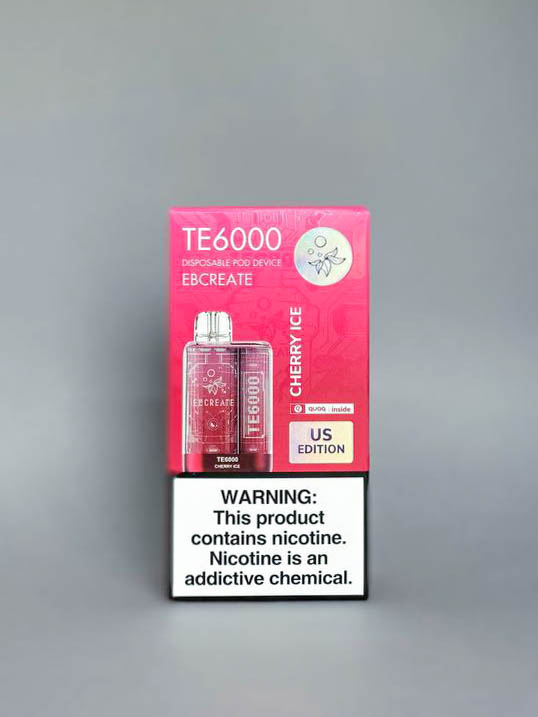 TE6000
DISPOSABLE POD DEVICE
EBCREATE
CHERRY ICE
EBCREATE
TE6000
TE6000
CHERRY ICE
QUAQ inside
US
EDITION
WARNING:
This product
contains nicotine.
Nicotine is an
addictive chemical.